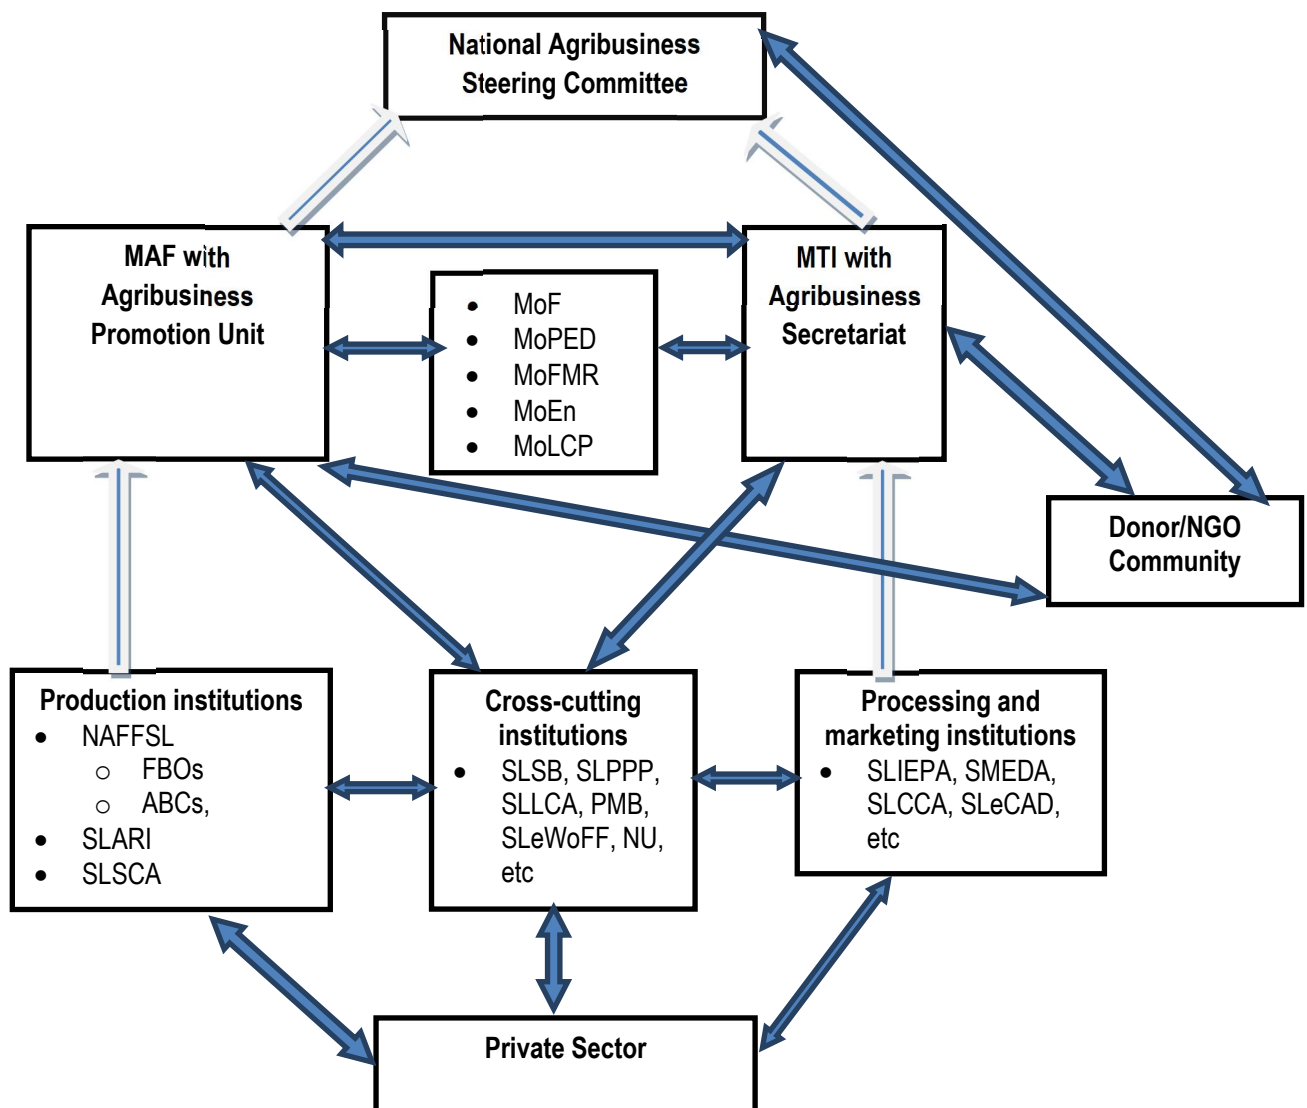 National Agribusiness
Steering Committee
MAF with
Agribusiness
Promotion Unit
• MoF
• MoPED
• MoFMR
• MoEn
• MoLCP
MTI with
Agribusiness
Secretariat
Donor/NGO
Community
Production institutions
• NAFFSL
o FBOs
o ABCs,
• SLARI
• SLSCA
Cross-cutting
institutions
• SLSB, SLPPP,
SLLCA, PMB,
SLeWoFF, NU,
etc
Processing and
marketing institutions
• SLIEPA, SMEDA,
SLCCA, SLeCAD,
etc
Private Sector